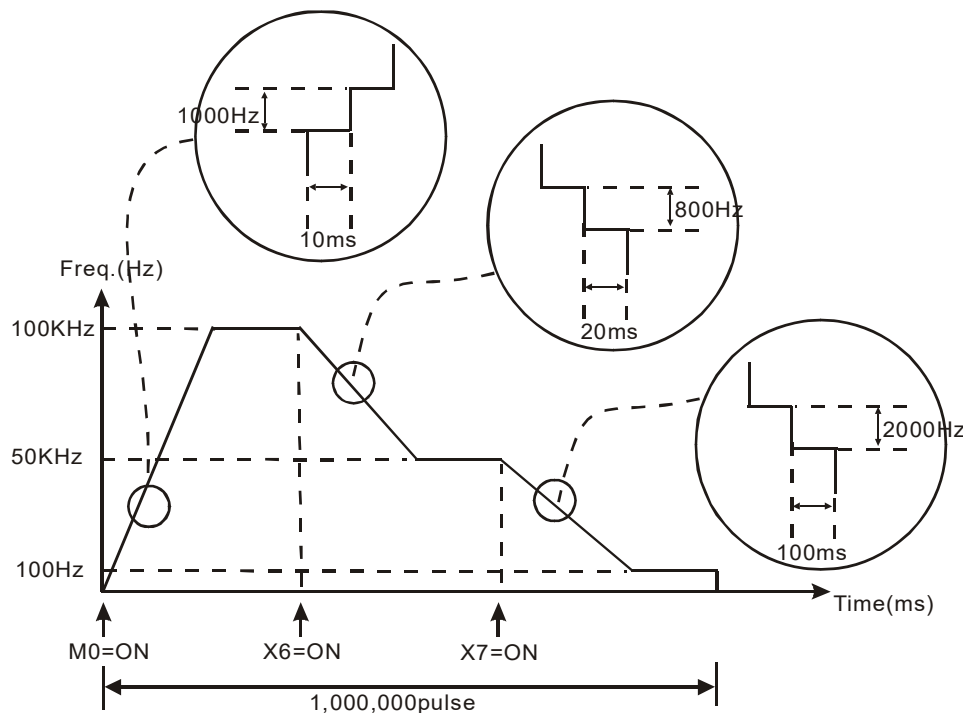 1000Hz
10ms
800Hz
20ms
Freq.(Hz)
100KHz
2000Hz
50KHz
100ms
100Hz
Time(ms)
M0=ON X6=ON X7=ON
1,000,000pulse